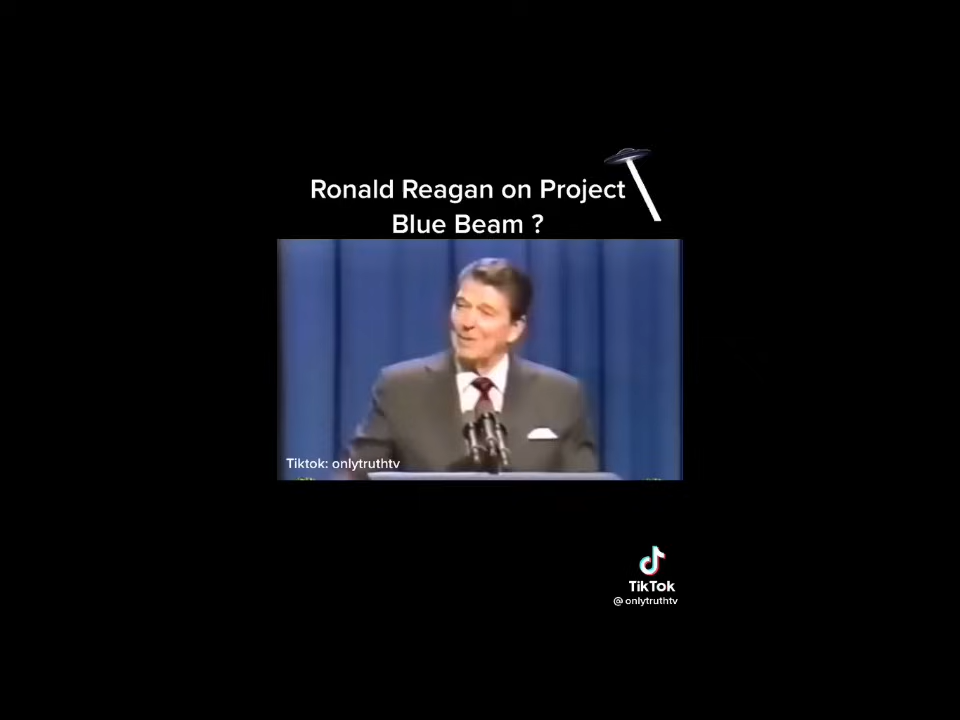 Ronald Reagan on Project
Blue Beam ?
Tiktok: onlytruthtv
TikTok
@onlytruthtv